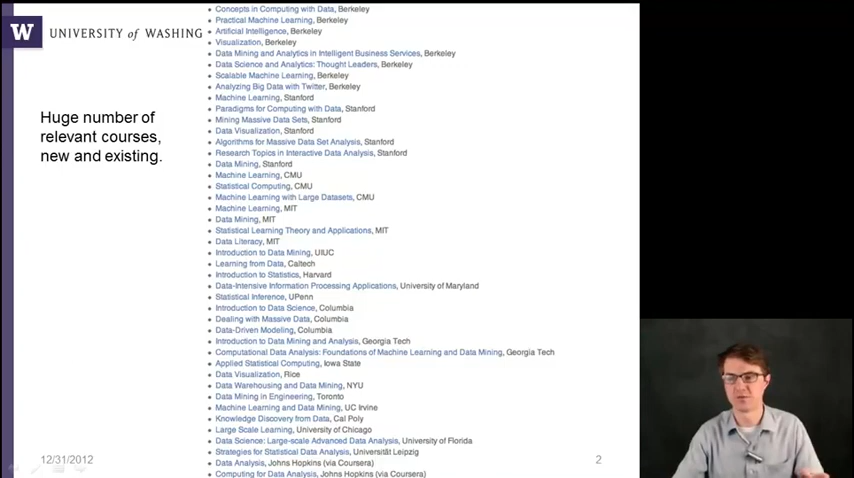 W UNIVERSITY of WASHING
Huge number of
relevant courses,
new and existing.
Concepts in Computing with Data, Berkeley
Practical Machine Learning, Berkeley
Artificial Intelligence, Berkeley
Visualization, Berkeley
Data Mining and Analytics in Intelligent Business Services, Berkeley
Data Science and Analytics: Thought Leaders, Berkeley
Scalable Machine Learning, Berkeley
Analyzing Big Data with Twitter, Berkeley
Machine Learning, Stanford
Paradigms for Computing with Data, Stanford
Mining Massive Data Sets, Stanford
Data Visualization, Stanford
Algorithms for Massive Data Set Analysis, Stanford
Research Topics in Interactive Data Analysis, Stanford
Data Mining, Stanford
Machine Learning, CMU
Statistical Computing, CMU
Machine Learning with Large Datasets, CMU
Machine Learning, MIT
Data Mining, MIT
Statistical Learning Theory and Applications, MIT
Data Literacy, MIT
Introduction to Data Mining, UIUC
Learning from Data, Caltech
Introduction to Statistics, Harvard
Data-Intensive Information Processing Applications, University of Maryland
Statistical Inference, UPenn
Introduction to Data Science, Columbia
Dealing with Massive Data, Columbia
Data-Driven Modeling, Columbia
Introduction to Data Mining and Analysis, Georgia Tech
Computational Data Analysis: Foundations of Machine Learning and Data Mining, Georgia Tech
Applied Statistical Computing, Iowa State
Data Visualization, Rice
Data Warehousing and Data Mining, NYU
Data Mining in Engineering, Toronto
Machine Learning and Data Mining, UC Irvine
Knowledge Discovery from Data, Cal Poly
Large Scale Learning, University of Chicago
Data Science: Large-scale Advanced Data Analysis, University of Florida
Strategies for Statistical Data Analysis, Universität Leipzig
Data Analysis, Johns Hopkins (via Coursera)
Computing for Data Analysis, Johns Hopkins (via Coursera)
12/31/2012
2